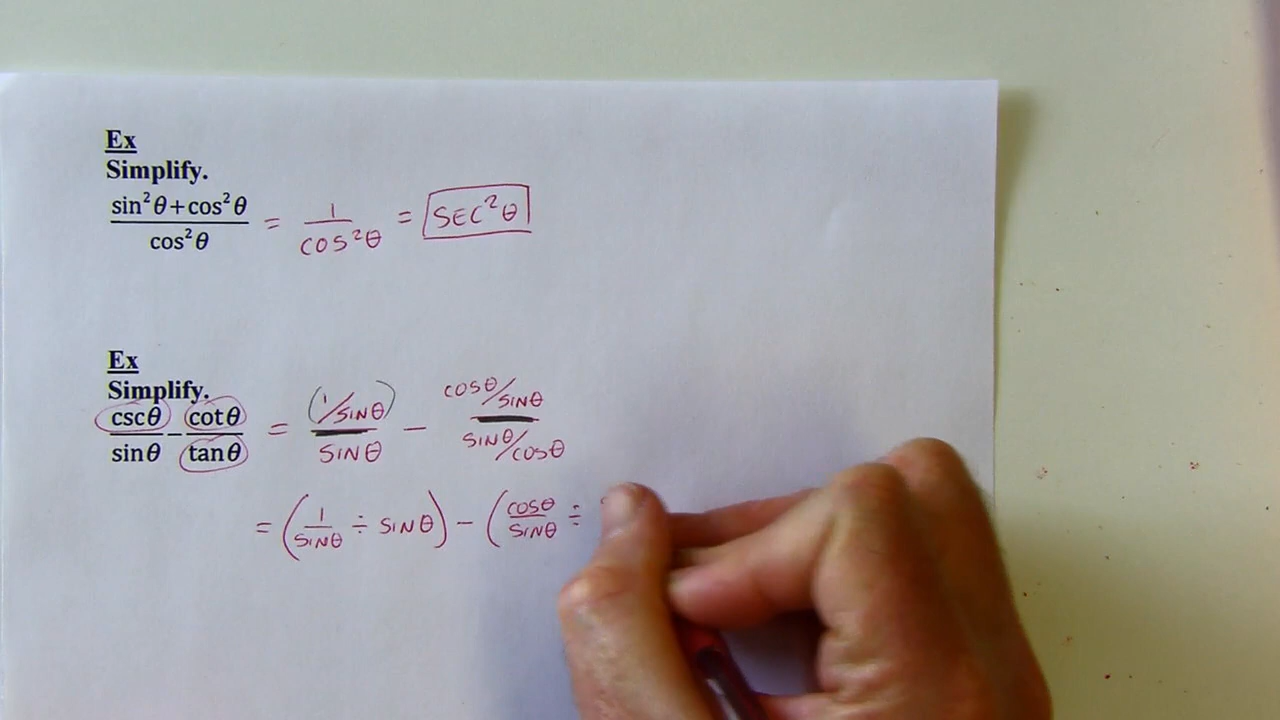 Ex
Simplify.
sin²θ+cos²θ / cos²θ = 1 / COS²θ = SEC²θ
Ex
Simplify.
cscθ / sinθ − cotθ / tanθ = (1/SINθ) / SINθ − COSθ/SINθ / SINθ/COSθ
= (1/SINθ ÷ SINθ) − (COSθ/SINθ ÷